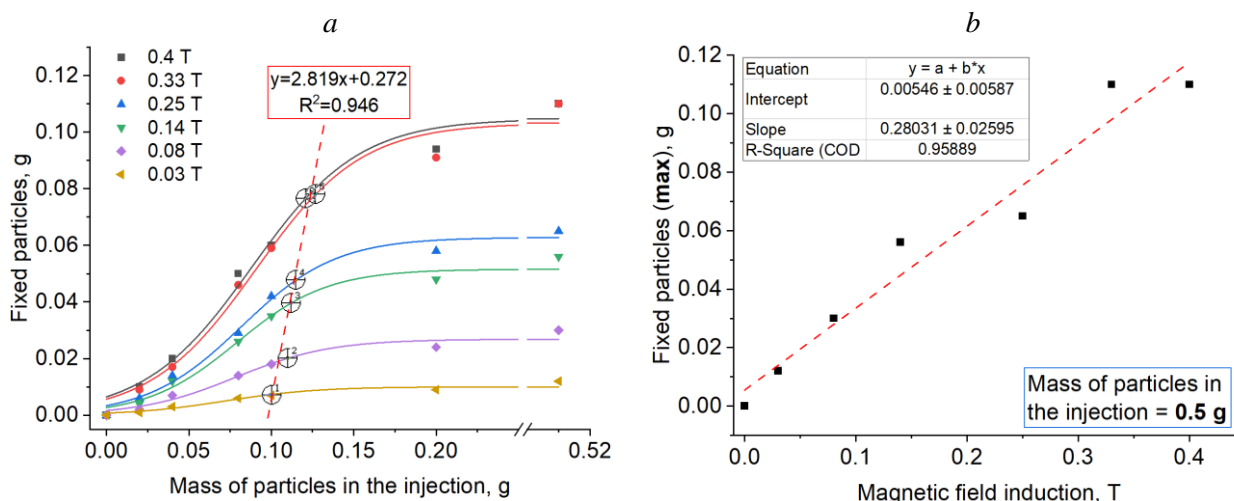 a
0.4 T
0.33 T
0.25 T
0.14 T
0.08 T
0.03 T
y=2.819x+0.272
R²=0.946
0.12
0.10
0.08
0.06
0.04
0.02
0.00
Fixed particles, g
1
2
3
4
0.00 0.05 0.10 0.15 0.20 0.52
Mass of particles in the injection, g
b
Equation y = a + b*x
Intercept 0.00546 ± 0.00587
Slope 0.28031 ± 0.02595
R-Square (COD 0.95889
0.12
0.10
0.08
0.06
0.04
0.02
0.00
Fixed particles (max), g
Mass of particles in
the injection = 0.5 g
0.0 0.1 0.2 0.3 0.4
Magnetic field induction, T